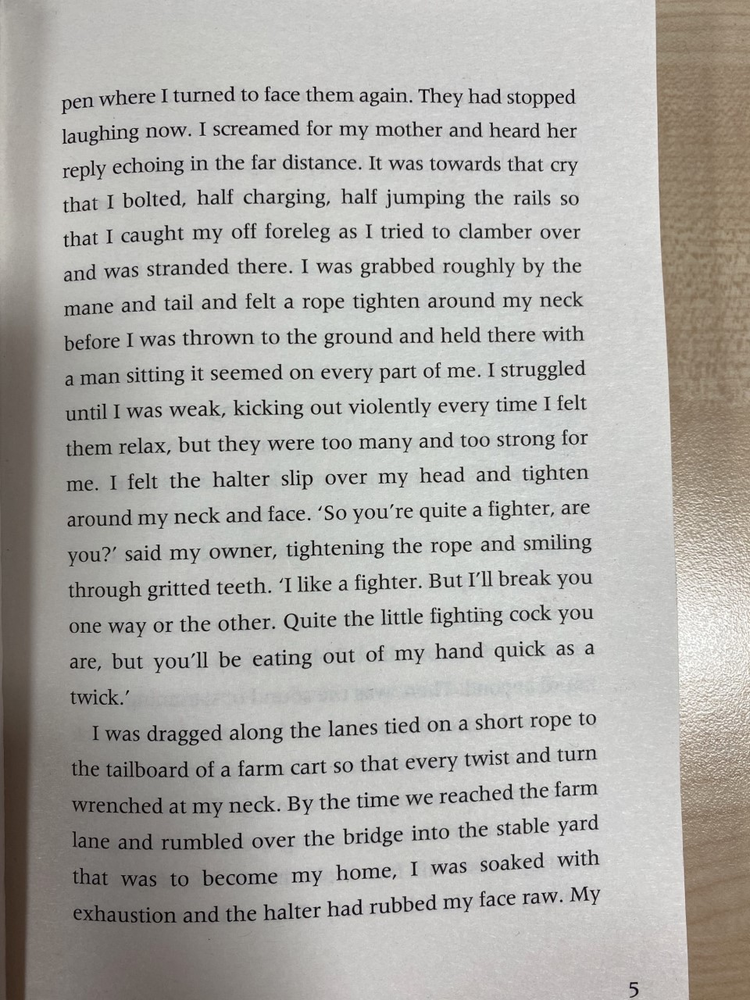 pen where I turned to face them again. They had stopped
laughing now. I screamed for my mother and heard her
reply echoing in the far distance. It was towards that cry
that I bolted, half charging, half jumping the rails so
that I caught my off foreleg as I tried to clamber over
and was stranded there. I was grabbed roughly by the
mane and tail and felt a rope tighten around my neck
before I was thrown to the ground and held there with
a man sitting it seemed on every part of me. I struggled
until I was weak, kicking out violently every time I felt
them relax, but they were too many and too strong for
me. I felt the halter slip over my head and tighten
around my neck and face. ‘So you’re quite a fighter, are
you?’ said my owner, tightening the rope and smiling
through gritted teeth. ‘I like a fighter. But I’ll break you
one way or the other. Quite the little fighting cock you
are, but you’ll be eating out of my hand quick as a
twick.’
I was dragged along the lanes tied on a short rope to
the tailboard of a farm cart so that every twist and turn
wrenched at my neck. By the time we reached the farm
lane and rumbled over the bridge into the stable yard
that was to become my home, I was soaked with
exhaustion and the halter had rubbed my face raw. My
5